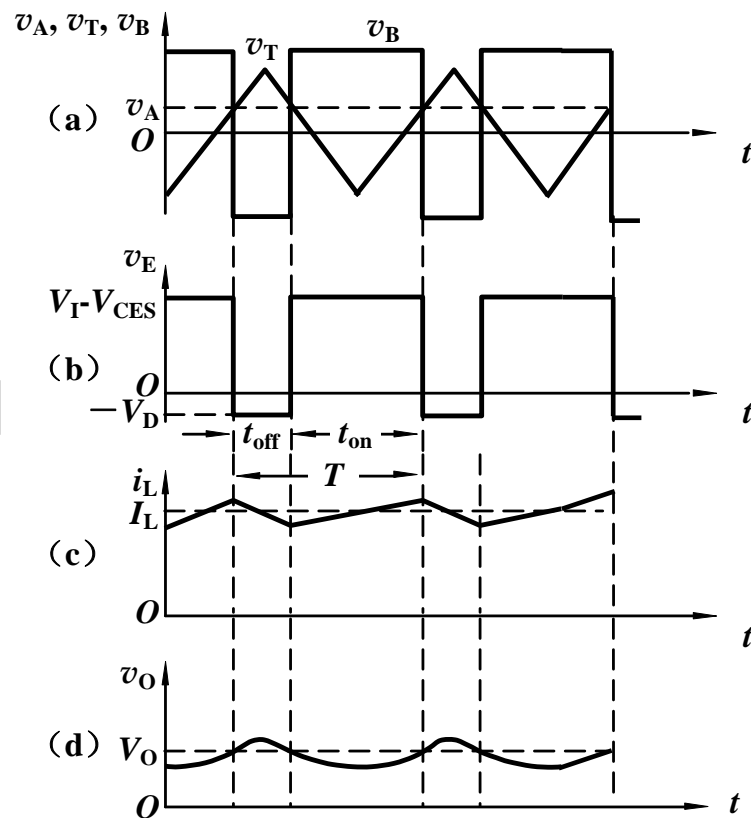 vA, vT, vB
vT
vB
(a)
vA
O
t
vE
VI-VCES
(b)
O
t
—VD
toff
ton
T
iL
IL
(c)
O
t
vO
(d)
VO
O
t